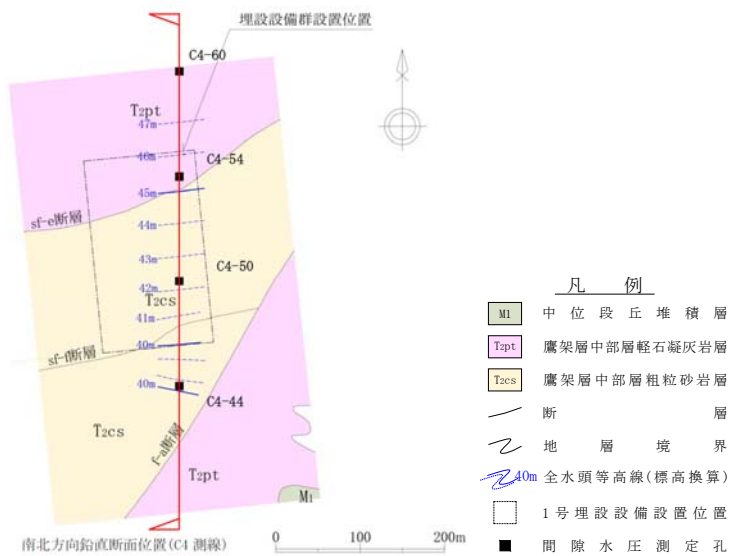 埋設設備群設置位置
C4-60
T2pt
47m
46m
C4-54
45m
sf-e断層
44m
43m
C4-50
42m
T2cs
41m
40m
sf-f断層
40m
C4-44
T2cs
f-a断層
T2pt
M1
南北方向鉛直断面位置(C4 測線)
0 100 200m
凡 例
M1 中位段丘堆積層
T2pt 鷹架層中部層軽石凝灰岩層
T2cs 鷹架層中部層粗粒砂岩層
断層
地層境界
40m 全水頭等高線(標高換算)
1号埋設設備設置位置
間隙水圧測定孔